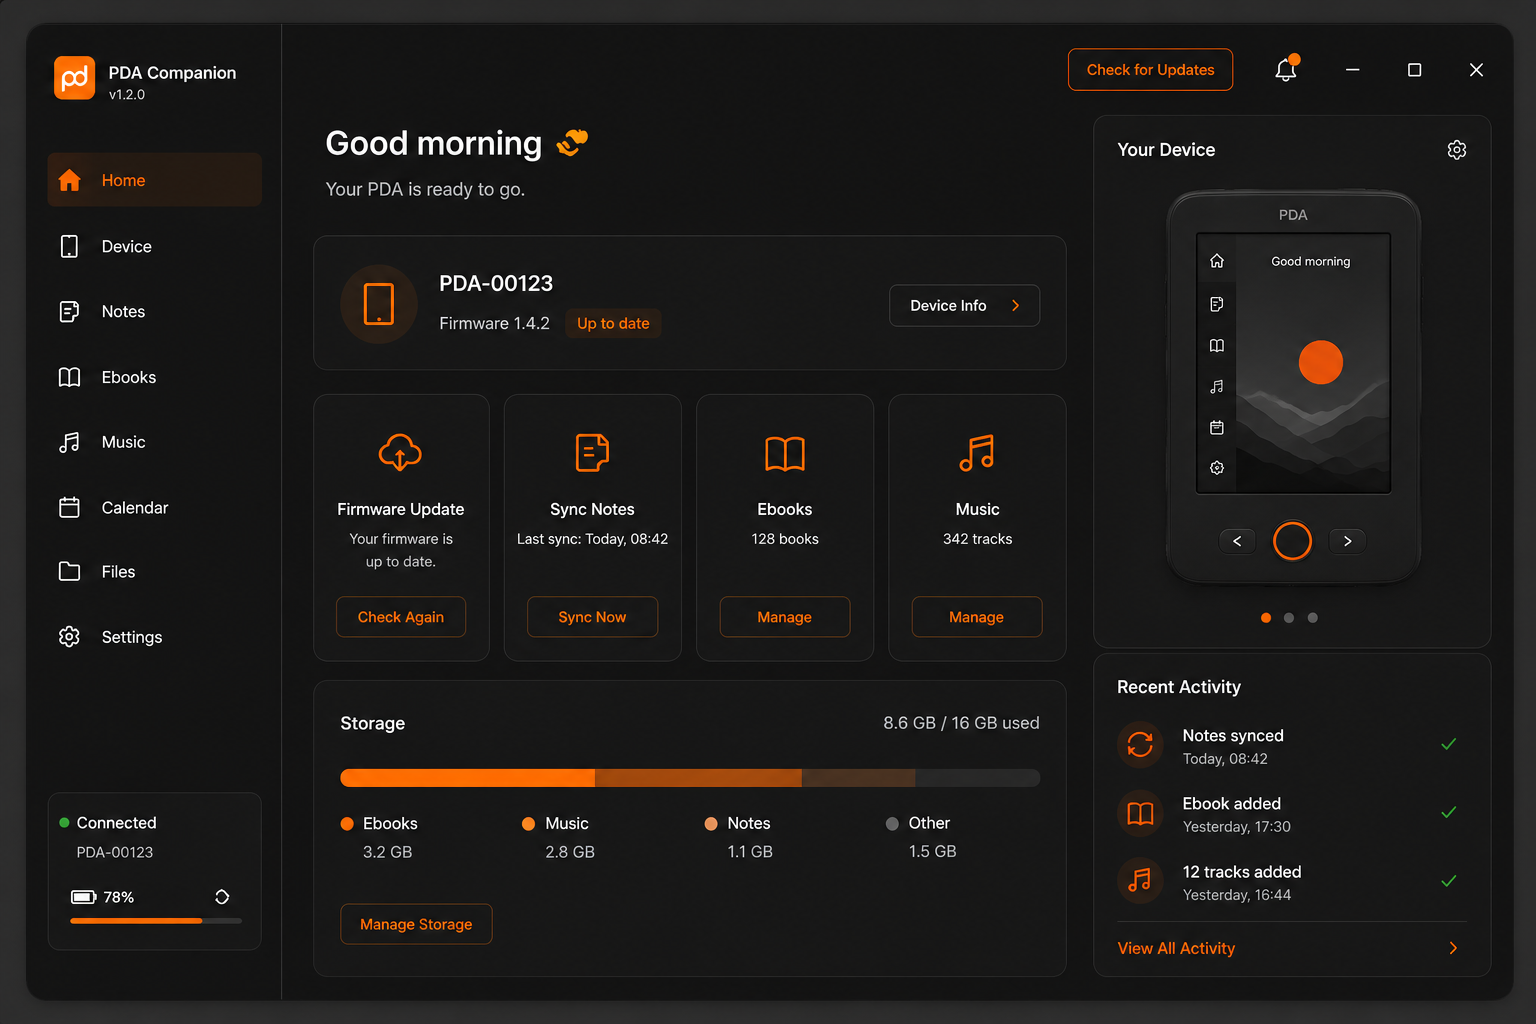 pd
PDA Companion
v1.2.0
Home
Device
Notes
Ebooks
Music
Calendar
Files
Settings
Connected
PDA-00123
78%
Check for Updates
Good morning
Your PDA is ready to go.
PDA-00123
Firmware 1.4.2
Up to date
Device Info
Firmware Update
Your firmware is
up to date.
Check Again
Sync Notes
Last sync: Today, 08:42
Sync Now
Ebooks
128 books
Manage
Music
342 tracks
Manage
Storage
8.6 GB / 16 GB used
Ebooks
3.2 GB
Music
2.8 GB
Notes
1.1 GB
Other
1.5 GB
Manage Storage
Your Device
PDA
Good morning
Recent Activity
Notes synced
Today, 08:42
Ebook added
Yesterday, 17:30
12 tracks added
Yesterday, 16:44
View All Activity